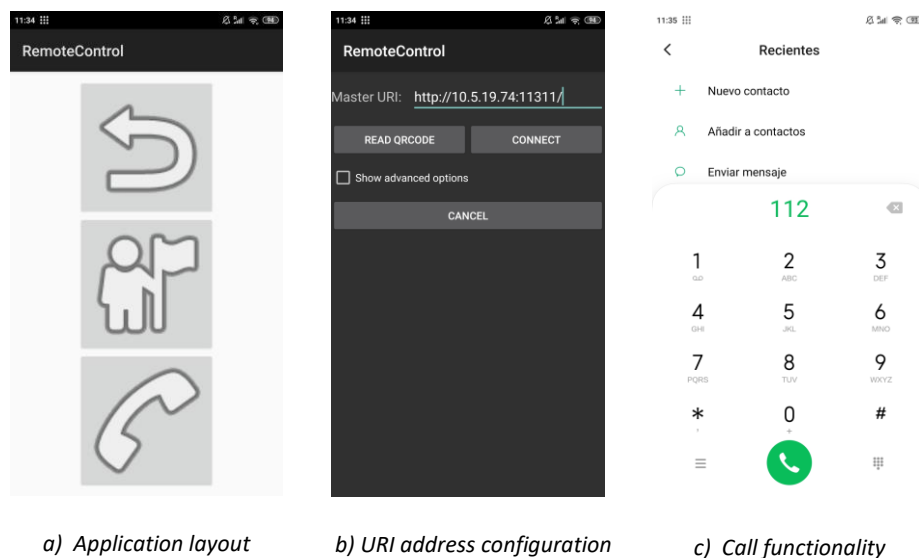 11:34
RemoteControl
a) Application layout
11:34
RemoteControl
Master URI: http://10.5.19.74:11311/
READ QRCODE CONNECT
Show advanced options
CANCEL
b) URI address configuration
11:35
Recientes
Nuevo contacto
Añadir a contactos
Enviar mensaje
112
1 2 3
ABC DEF
4 5 6
GHI JKL MNO
7 8 9
PQRS TUV WXYZ
* 0 #
, +
c) Call functionality